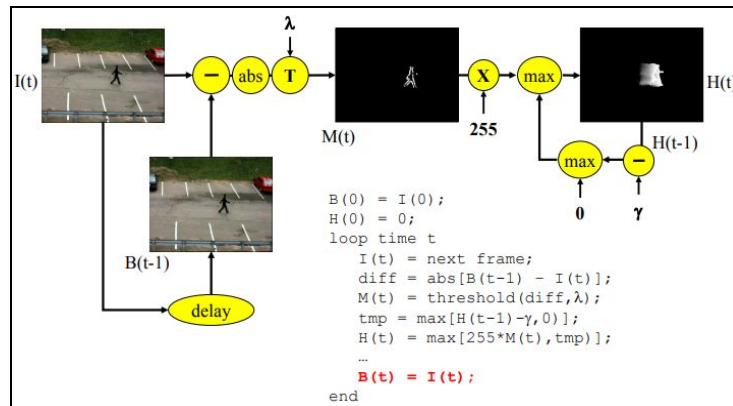 λ
I(t)
−
abs
T
M(t)
X
255
max
H(t)
H(t-1)
max
−
0
γ
B(t-1)
delay
B(0) = I(0);
H(0) = 0;
loop time t
I(t) = next frame;
diff = abs[B(t-1) − I(t)];
M(t) = threshold(diff,λ);
tmp = max[H(t-1)-γ,0)];
H(t) = max[255*M(t),tmp)];
…
B(t) = I(t);
end